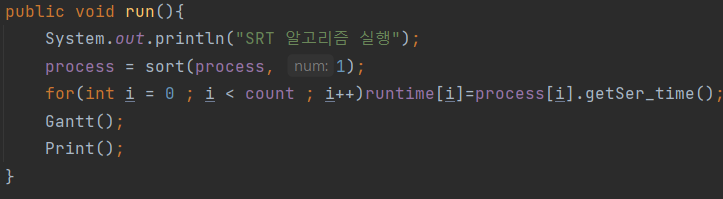 public void run(){
System.out.println("SRT 알고리즘 실행");
process = sort(process, num: 1);
for(int i = 0 ; i < count ; i++)runtime[i]=process[i].getSer_time();
Gantt();
Print();
}